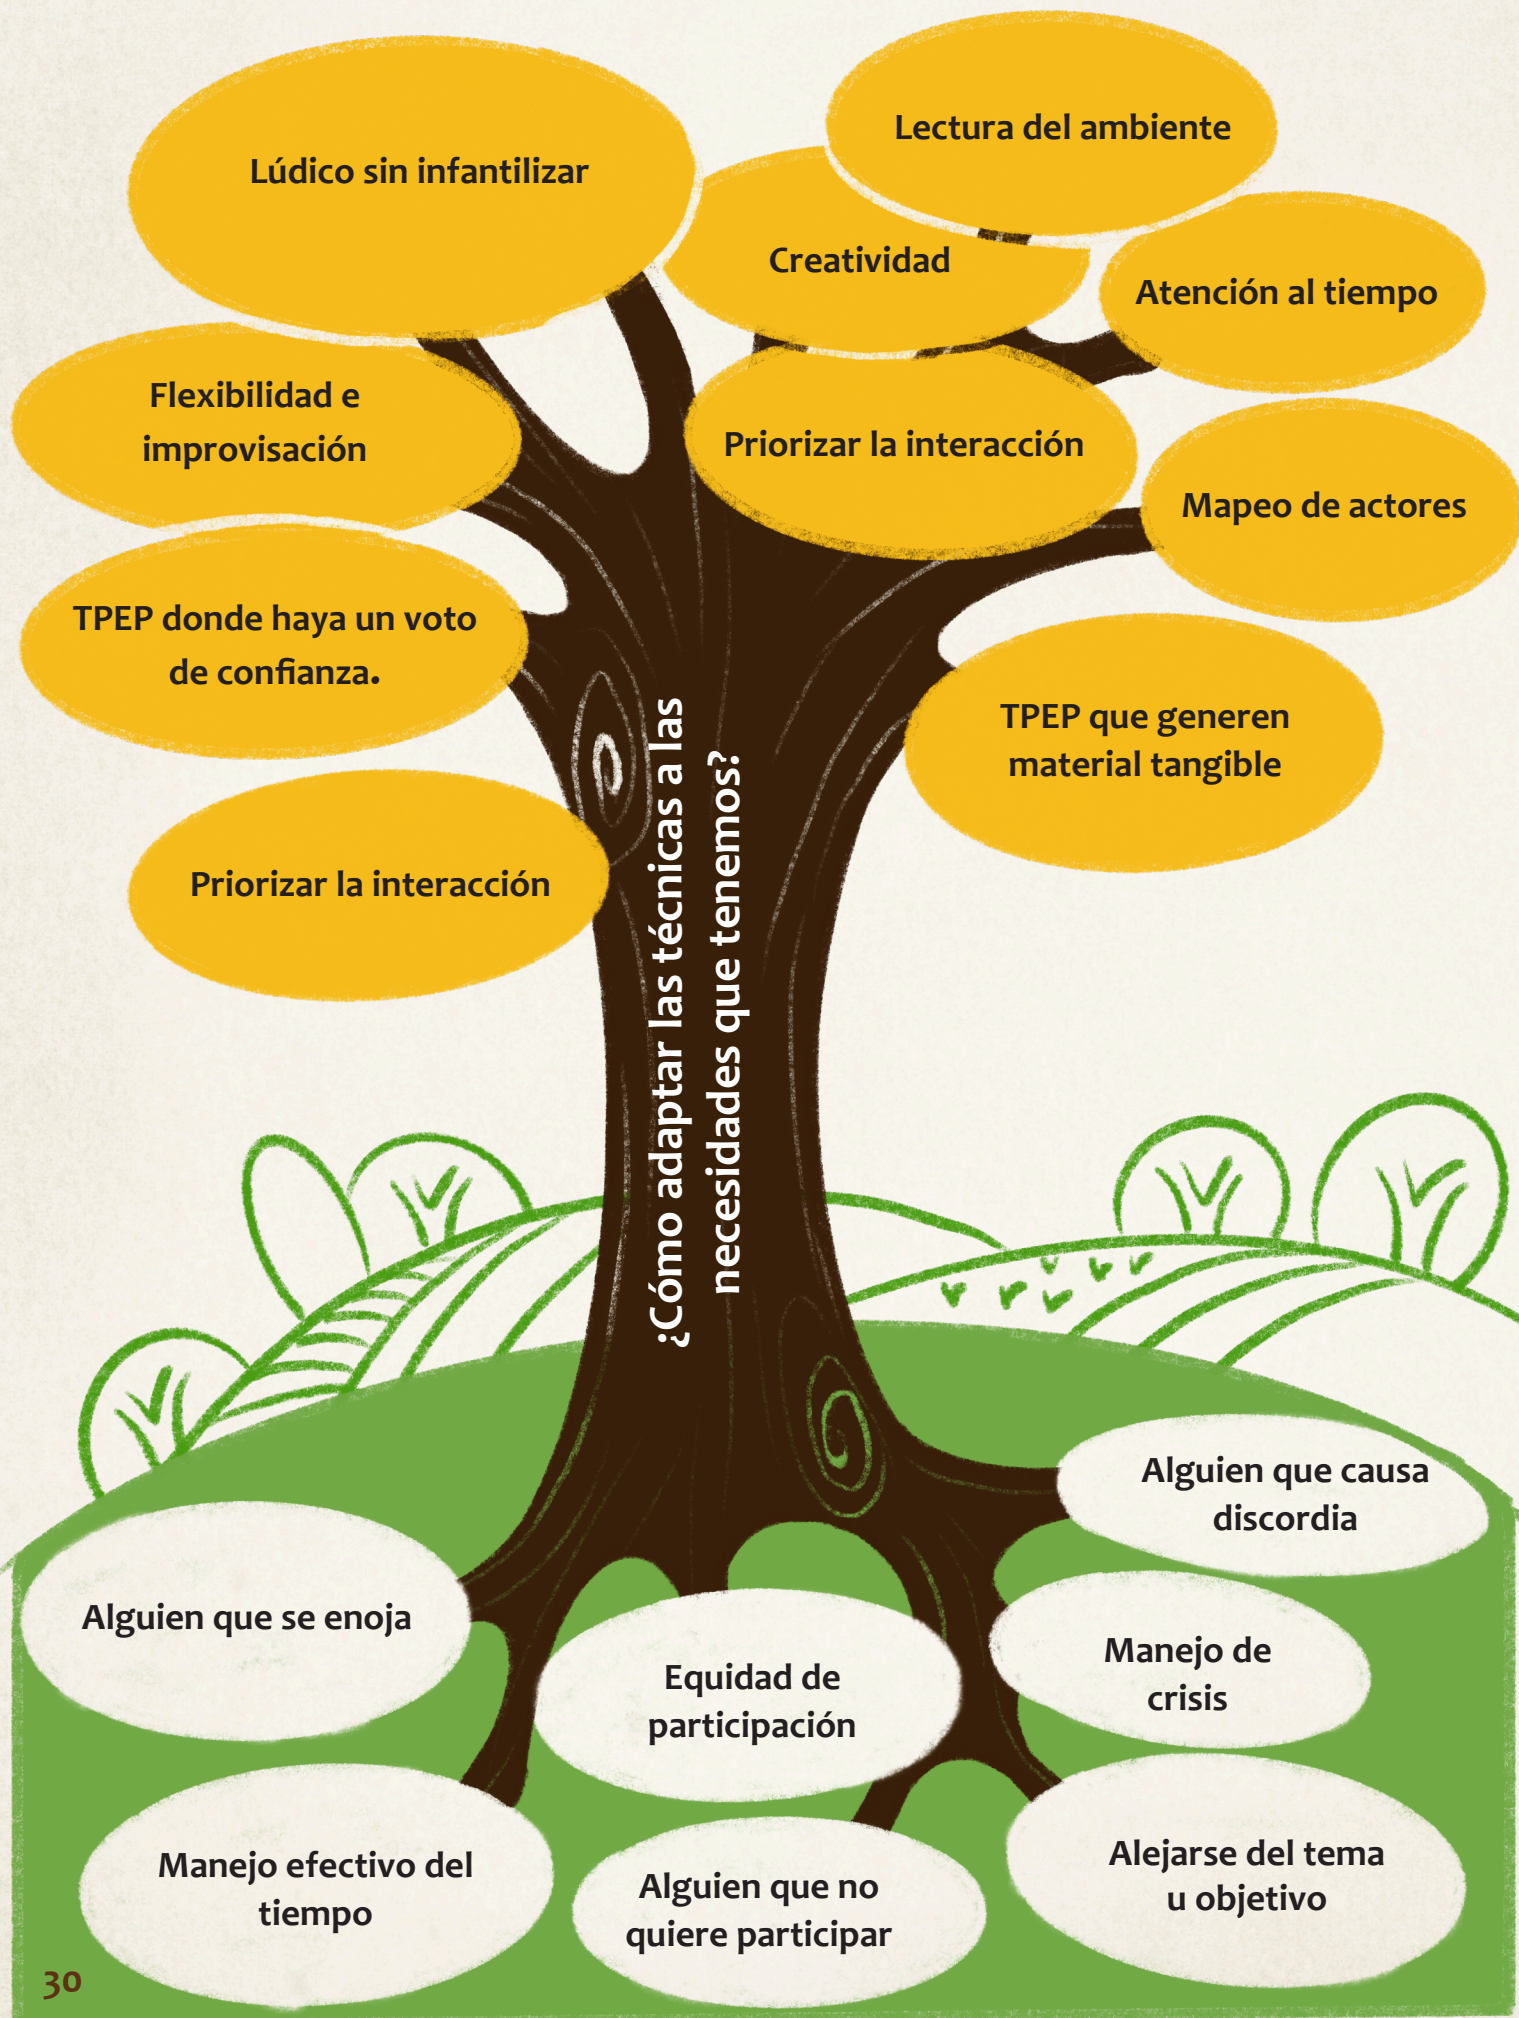 Lectura del ambiente
Lúdico sin infantilizar
Creatividad
Atención al tiempo
Flexibilidad e
improvisación
Priorizar la interacción
Mapeo de actores
TPEP donde haya un voto
de confianza.
TPEP que generen
material tangible
Priorizar la interacción
¿Cómo adaptar las técnicas a las
necesidades que tenemos?
Alguien que causa
discordia
Alguien que se enoja
Equidad de
participación
Manejo de
crisis
Manejo efectivo del
tiempo
Alguien que no
quiere participar
Alejarse del tema
u objetivo
30